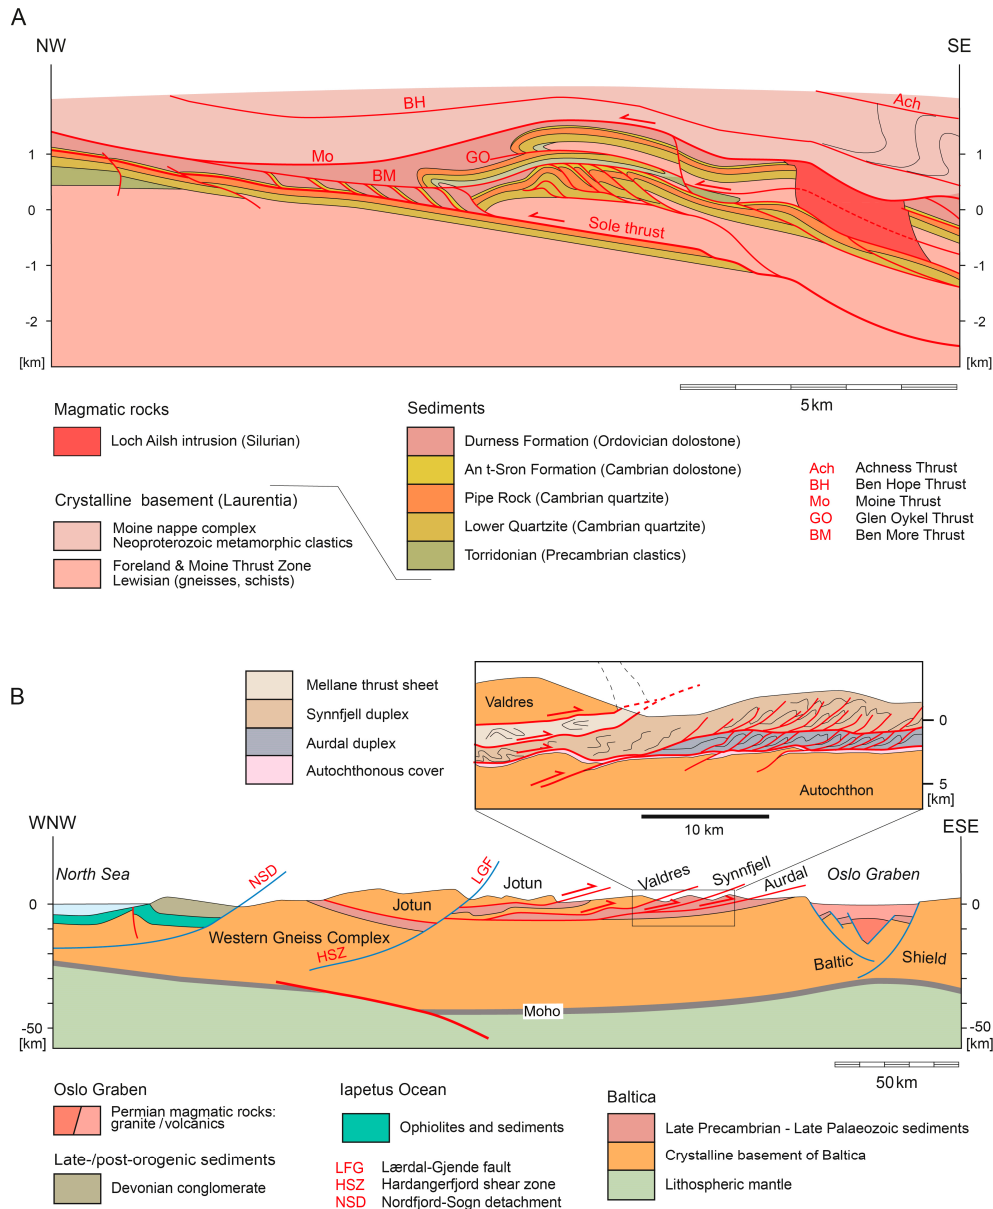 A
NW
SE
BH
Ach
Mo
GO
BM
Sole thrust
1
0
-1
-2
[km]
1
0
-1
-2
[km]
5 km
Magmatic rocks
Loch Ailsh intrusion (Silurian)
Crystalline basement (Laurentia)
Moine nappe complex
Neoproterozoic metamorphic clastics
Foreland & Moine Thrust Zone
Lewisian (gneisses, schists)
Sediments
Durness Formation (Ordovician dolostone)
An t-Sron Formation (Cambrian dolostone)
Pipe Rock (Cambrian quartzite)
Lower Quartzite (Cambrian quartzite)
Torridonian (Precambrian clastics)
Ach Achness Thrust
BH Ben Hope Thrust
Mo Moine Thrust
GO Glen Oykel Thrust
BM Ben More Thrust
B
Mellane thrust sheet
Synnfjell duplex
Aurdal duplex
Autochthonous cover
Valdres
Autochthon
0
5
[km]
10 km
WNW
ESE
North Sea
NSD
LGF
Jotun
Jotun
Valdres
Synnfjell
Aurdal
Oslo Graben
Western Gneiss Complex
HSZ
Baltic
Shield
Moho
0
-50
[km]
0
-50
[km]
50 km
Oslo Graben
Permian magmatic rocks:
granite / volcanics
Late-/post-orogenic sediments
Devonian conglomerate
Iapetus Ocean
Ophiolites and sediments
LFG Lærdal-Gjende fault
HSZ Hardangerfjord shear zone
NSD Nordfjord-Sogn detachment
Baltica
Late Precambrian - Late Palaeozoic sediments
Crystalline basement of Baltica
Lithospheric mantle